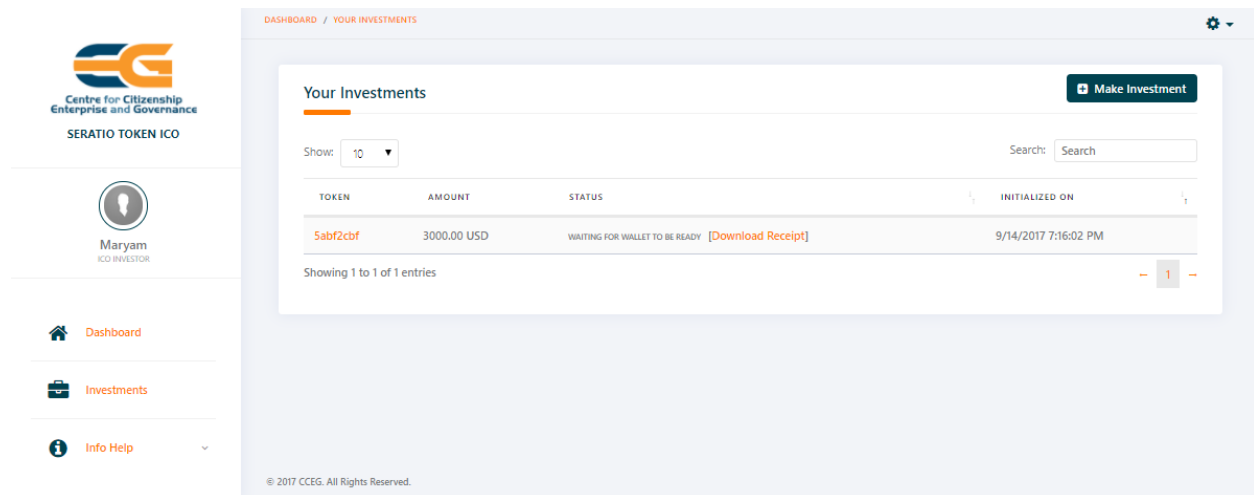 DASHBOARD / YOUR INVESTMENTS
Centre for Citizenship
Enterprise and Governance
SERATIO TOKEN ICO
Maryam
ICO INVESTOR
Dashboard
Investments
Info Help
Your Investments
Make Investment
Show: 10
Search: Search
TOKEN AMOUNT STATUS INITIALIZED ON
5abf2cbf 3000.00 USD WAITING FOR WALLET TO BE READY [Download Receipt] 9/14/2017 7:16:02 PM
Showing 1 to 1 of 1 entries
← 1 →
© 2017 CCEG. All Rights Reserved.